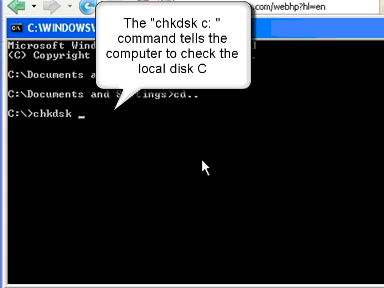 .com/webhp?hl=en
C:\WINDOWS\
The "chkdsk c: "
command tells the
computer to check the
local disk C
Microsoft Wind
(C) Copyright
C:\Documents a
C:\Documents and Settings>cd..
C:\>chkdsk _